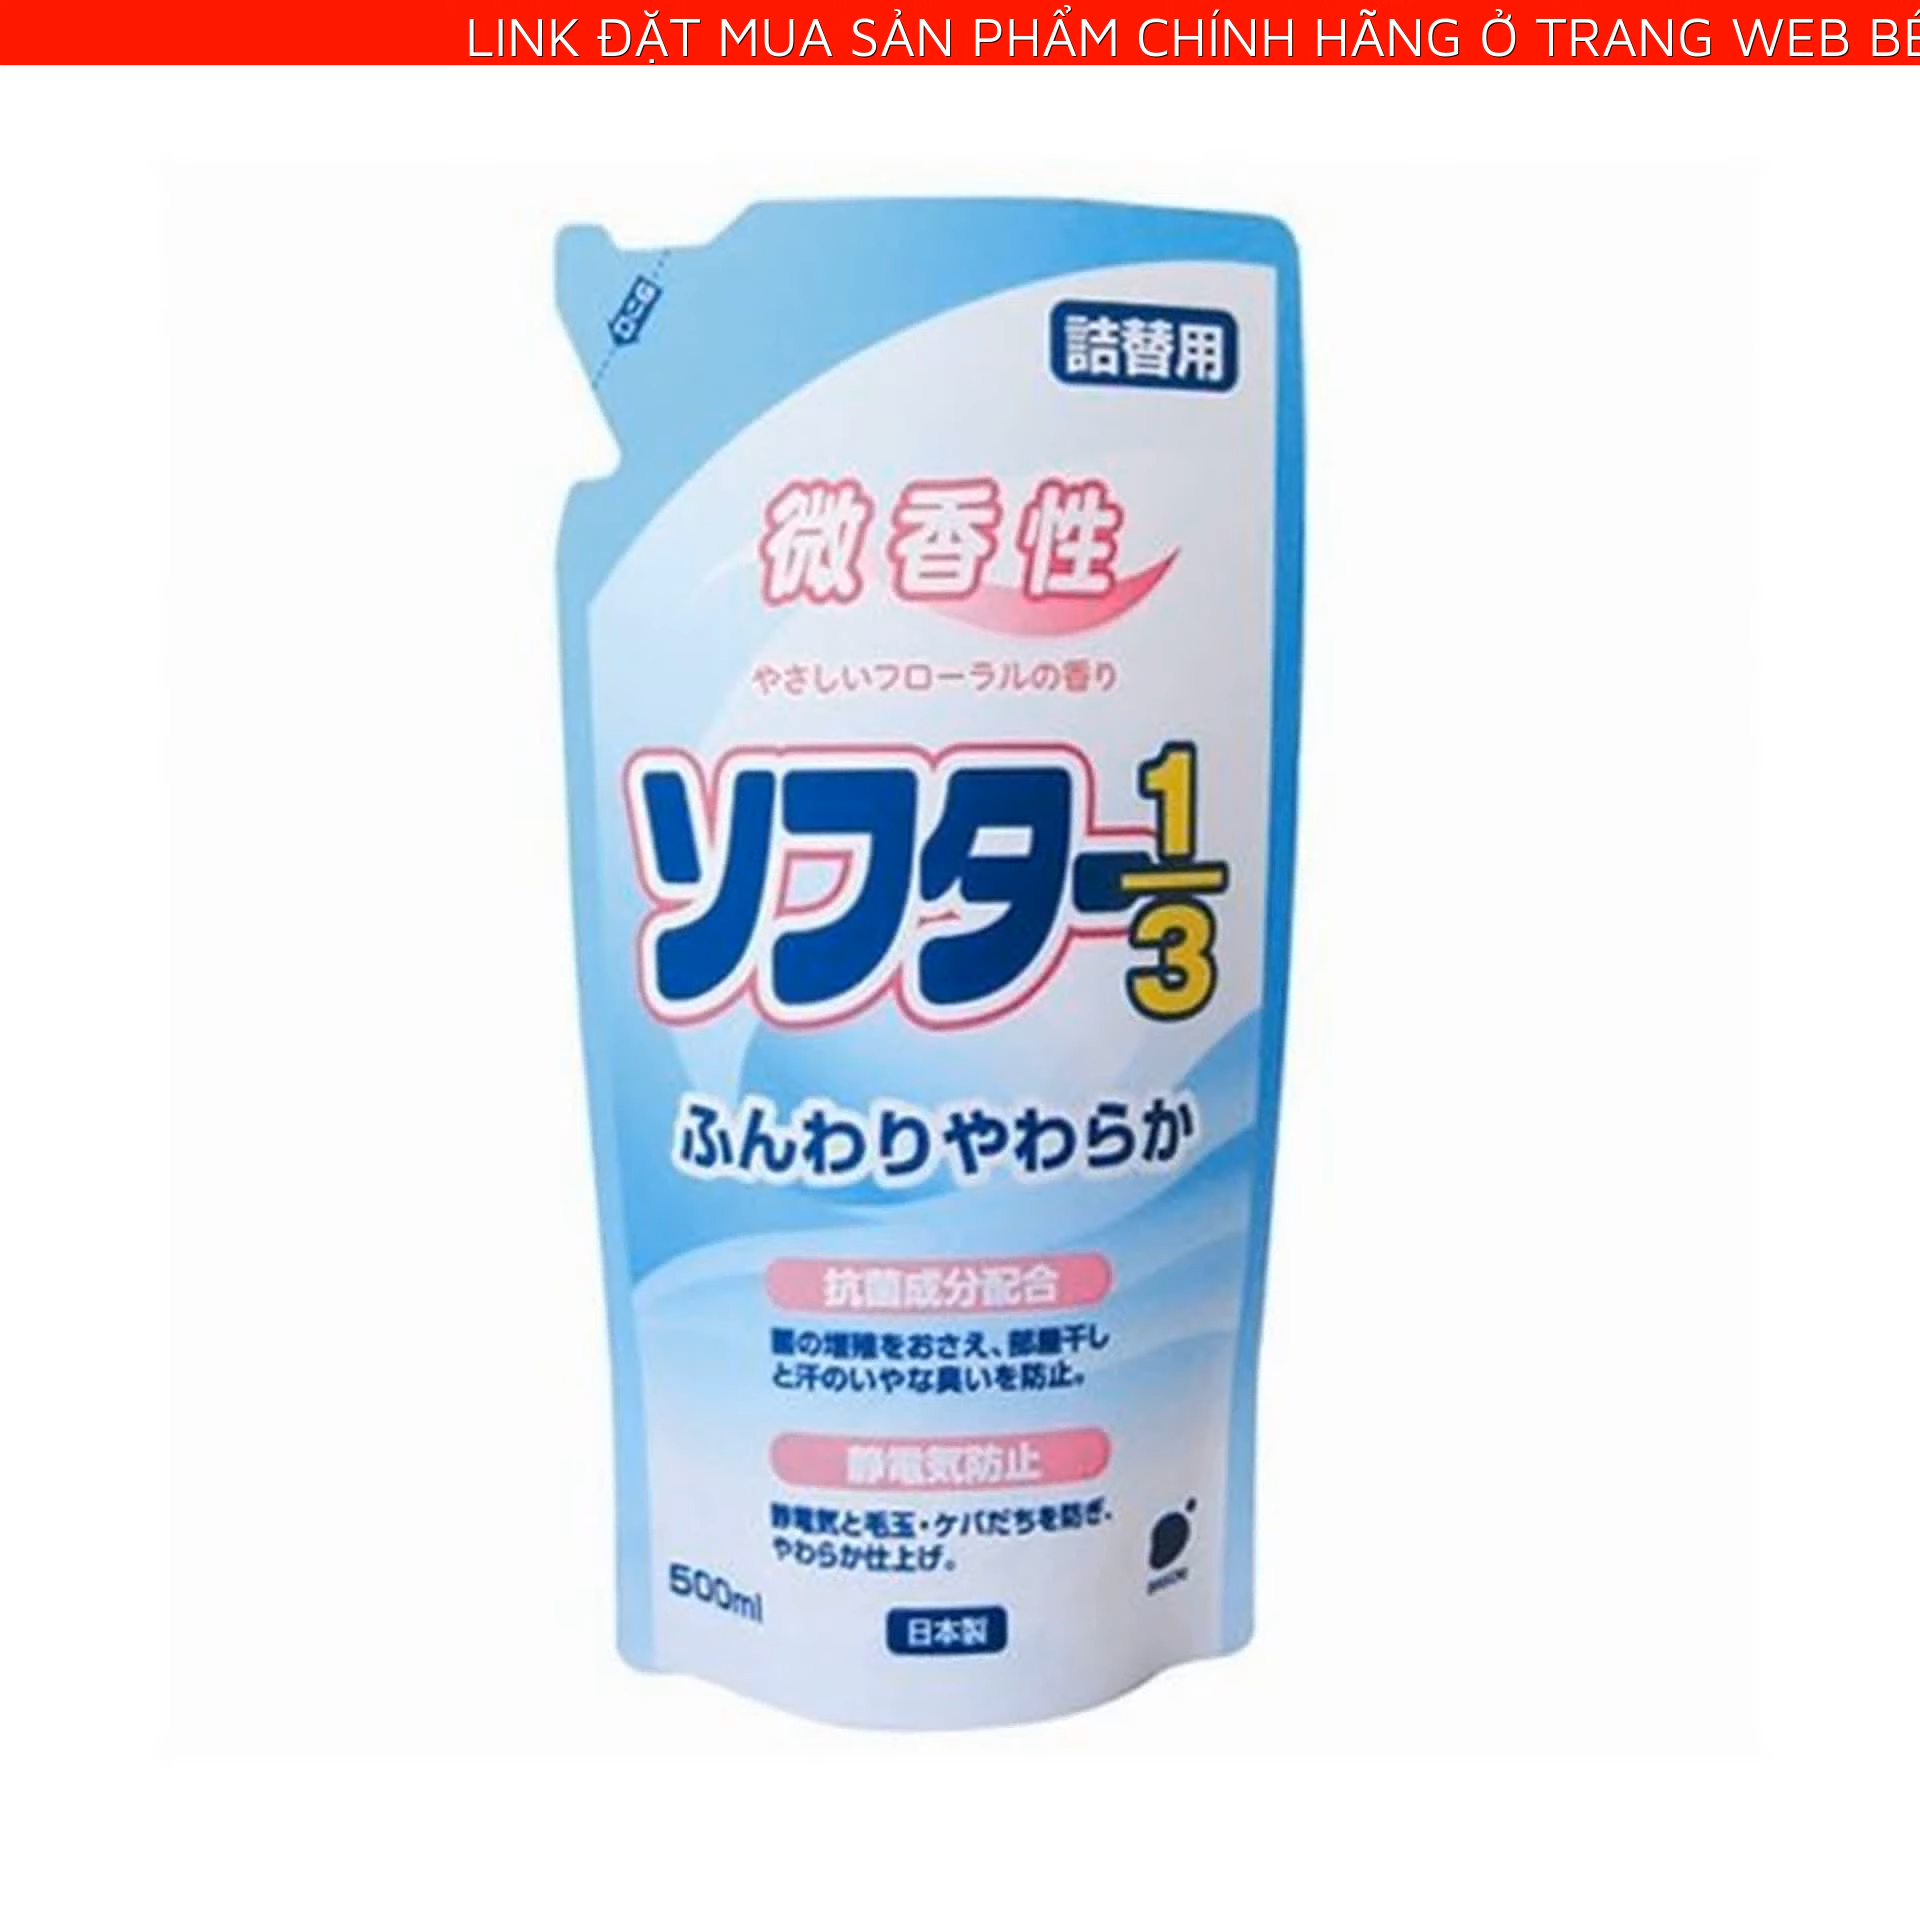 LINK ĐẶT MUA SẢN PHẨM CHÍNH HÃNG Ở TRANG WEB
詰替用
微香性
やさしいフローラルの香り
ソフター1/3
ふんわりやわらか
抗菌成分配合
菌の増殖をおさえ、部屋干し
と汗のいやな臭いを防止。
静電気防止
静電気と毛玉・ケバだちを防ぎ、
やわらか仕上げ。
500ml
日本製